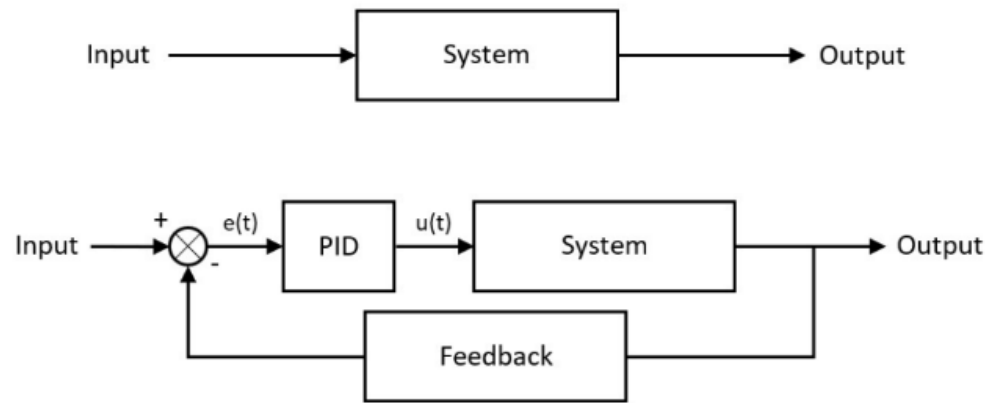 Input System Output
+ e(t) u(t)
Input PID System Output
-
Feedback